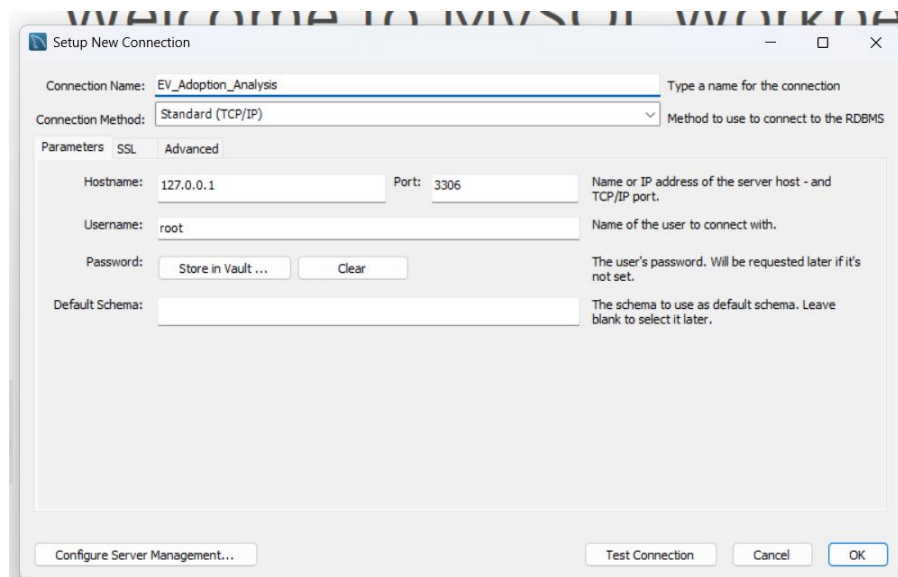 Welcome to MySQL Workbe
Setup New Connection
Connection Name: EV_Adoption_Analysis Type a name for the connection
Connection Method: Standard (TCP/IP) Method to use to connect to the RDBMS
Parameters SSL Advanced
Hostname: 127.0.0.1 Port: 3306 Name or IP address of the server host - and
TCP/IP port.
Username: root Name of the user to connect with.
Password: Store in Vault ... Clear The user's password. Will be requested later if it's
not set.
Default Schema: The schema to use as default schema. Leave
blank to select it later.
Configure Server Management... Test Connection Cancel OK